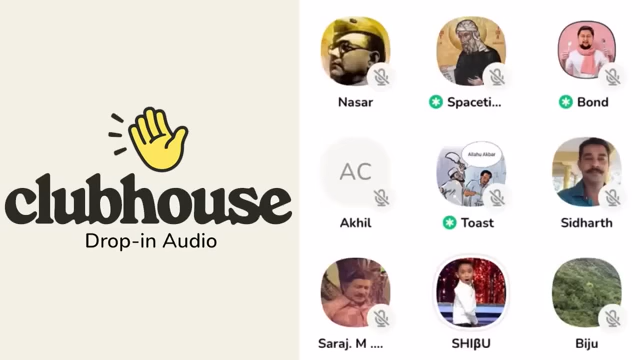 clubhouse
Drop-in Audio
Nasar
Spaceti...
Bond
AC
Akhil
Allahu Akbar
Toast
Sidharth
Saraj. M ....
SHIβU
Biju